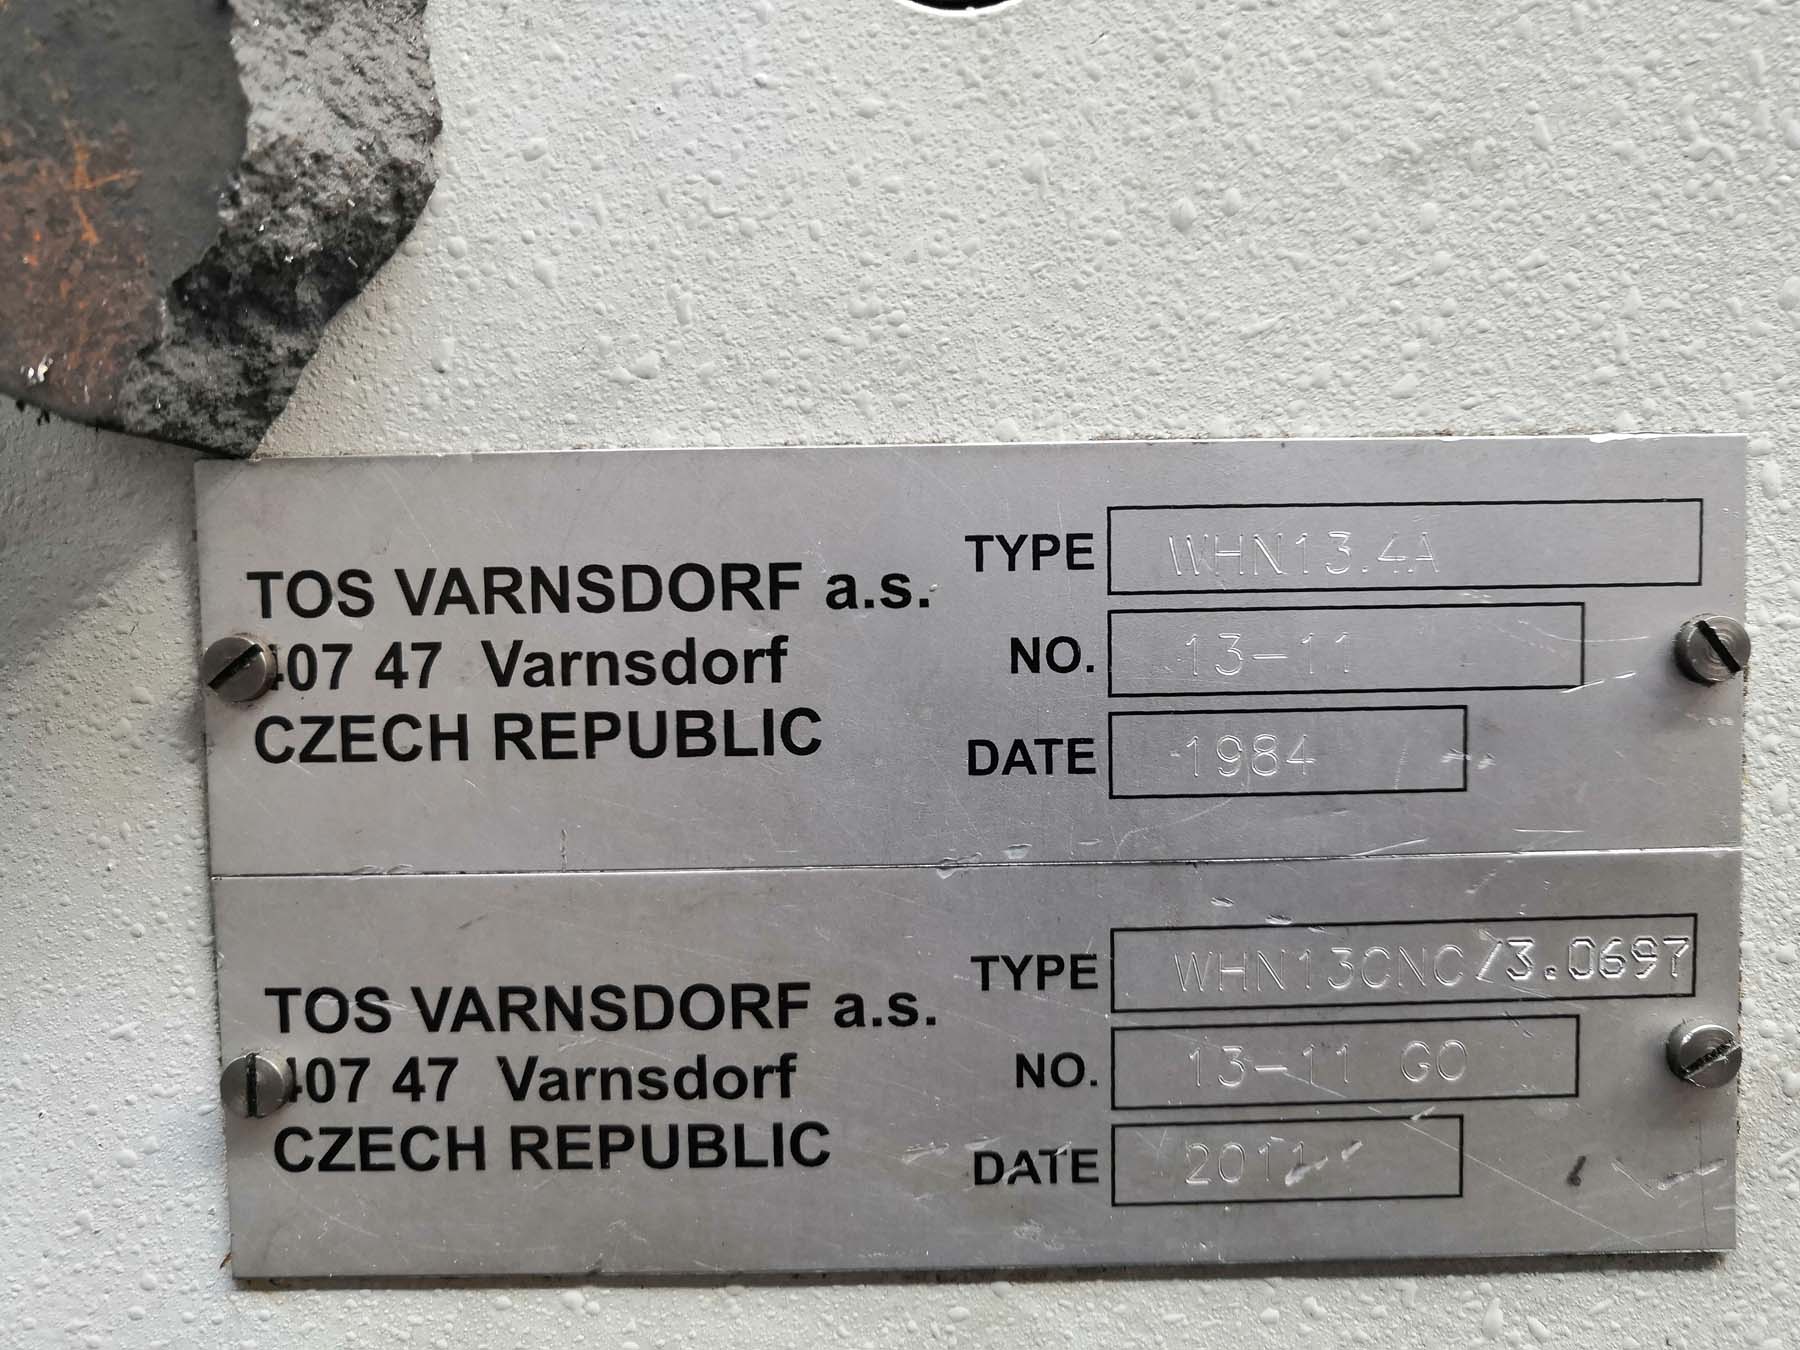 TOS VARNSDORF a.s.
407 47 Varnsdorf
CZECH REPUBLIC
TYPE WHN13.4A
NO. 13-11
DATE 1984
TOS VARNSDORF a.s.
407 47 Varnsdorf
CZECH REPUBLIC
TYPE WHN13CNC/3.0697
NO. 13-11 GO
DATE 2011